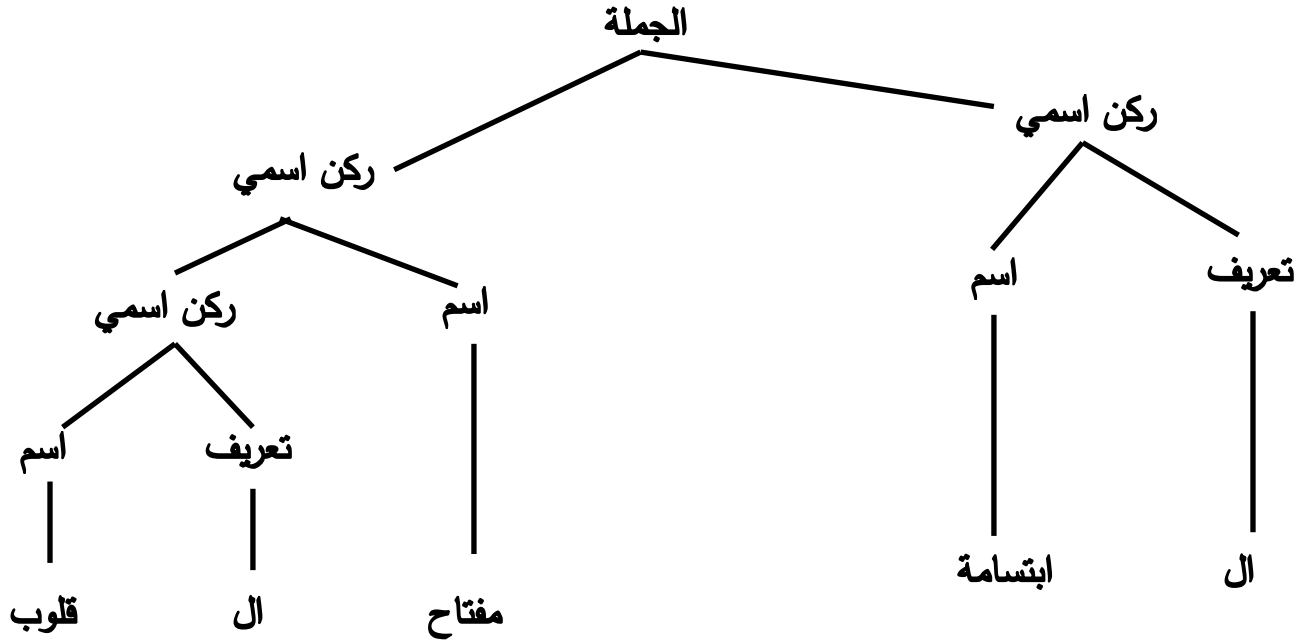 الجملة
ركن اسمي
ركن اسمي
تعريف
اسم
اسم
ركن اسمي
تعريف
اسم
ال
ابتسامة
مفتاح
ال
قلوب